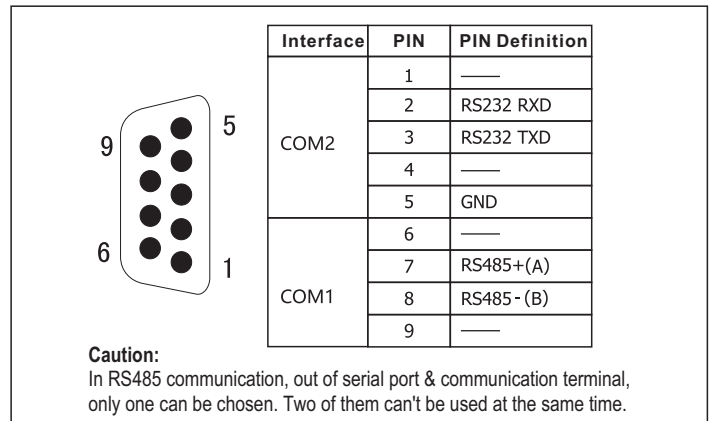 Interface PIN PIN Definition
COM2
1 ——
2 RS232 RXD
3 RS232 TXD
4 ——
5 GND
COM1
6 ——
7 RS485+(A)
8 RS485-(B)
9 ——
5
9
6
1
Caution:
In RS485 communication, out of serial port & communication terminal,
only one can be chosen. Two of them can't be used at the same time.